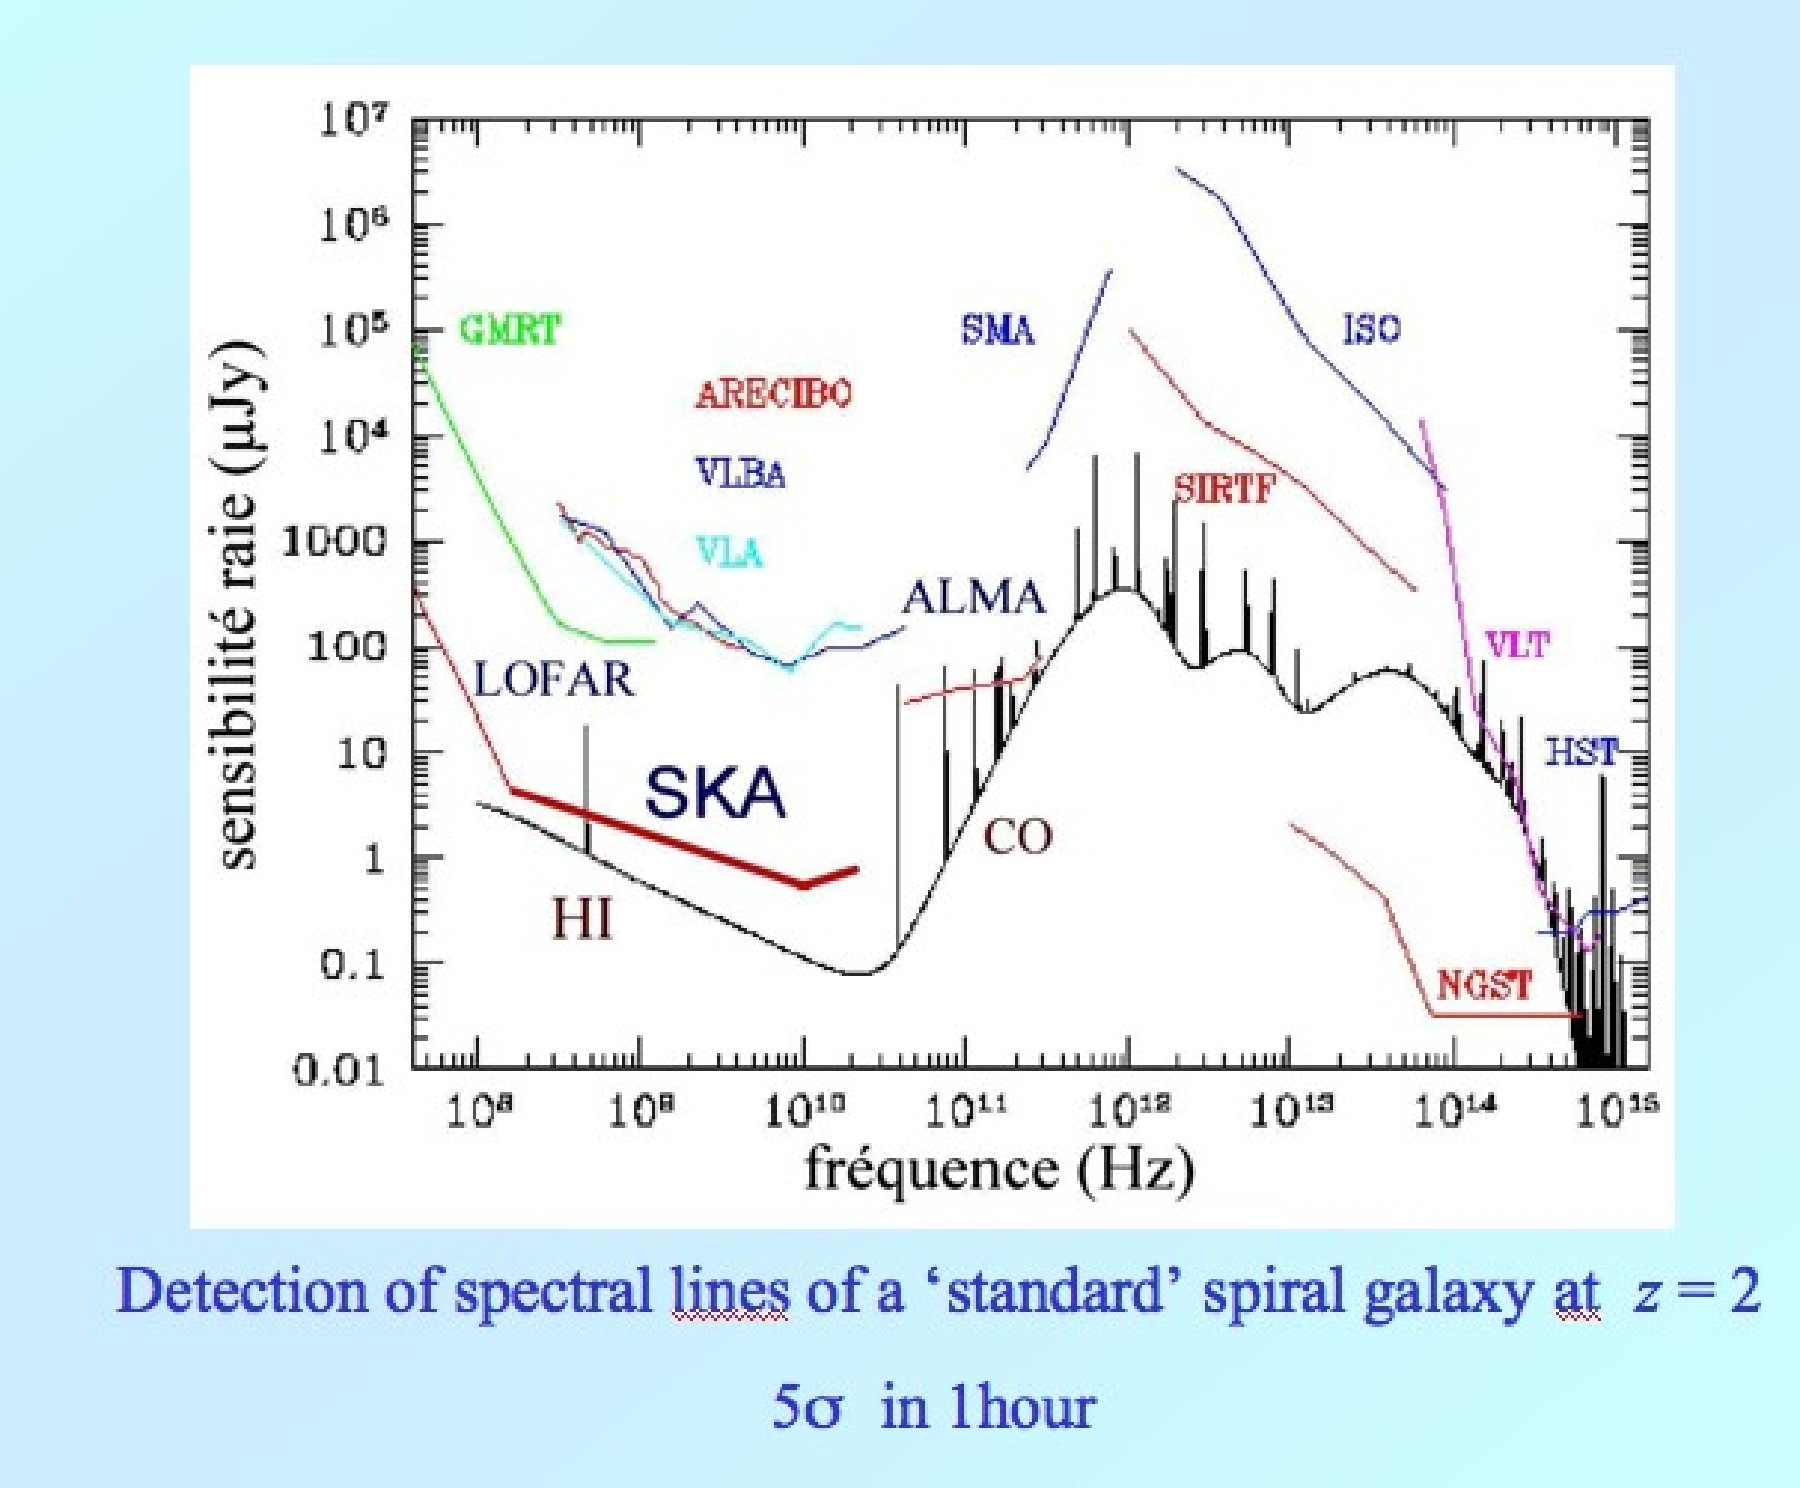 10⁷
10⁶
10⁵
10⁴
1000
100
10
1
0.1
0.01
sensibilité raie (µJy)
GMRT
SMA
ISO
ARECIBO
VLBA
SIRTF
VLA
ALMA
VLT
LOFAR
HST
SKA
CO
HI
NGST
10⁸ 10⁹ 10¹⁰ 10¹¹ 10¹² 10¹³ 10¹⁴ 10¹⁵
fréquence (Hz)
Detection of spectral lines of a ‘standard’ spiral galaxy at z = 2
5σ in 1hour